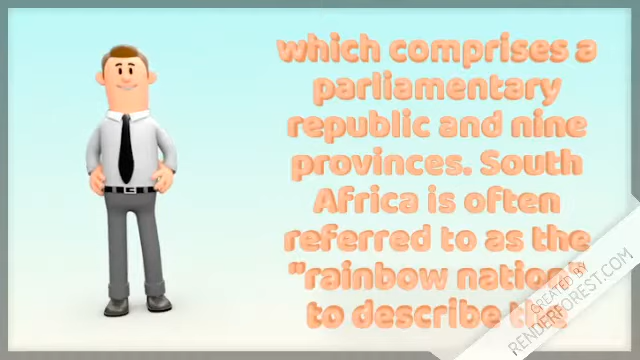 which comprises a
parliamentary
republic and nine
provinces. South
Africa is often
referred to as the
"rainbow nation"
to describe the
CREATED BY
RENDERFOREST.COM